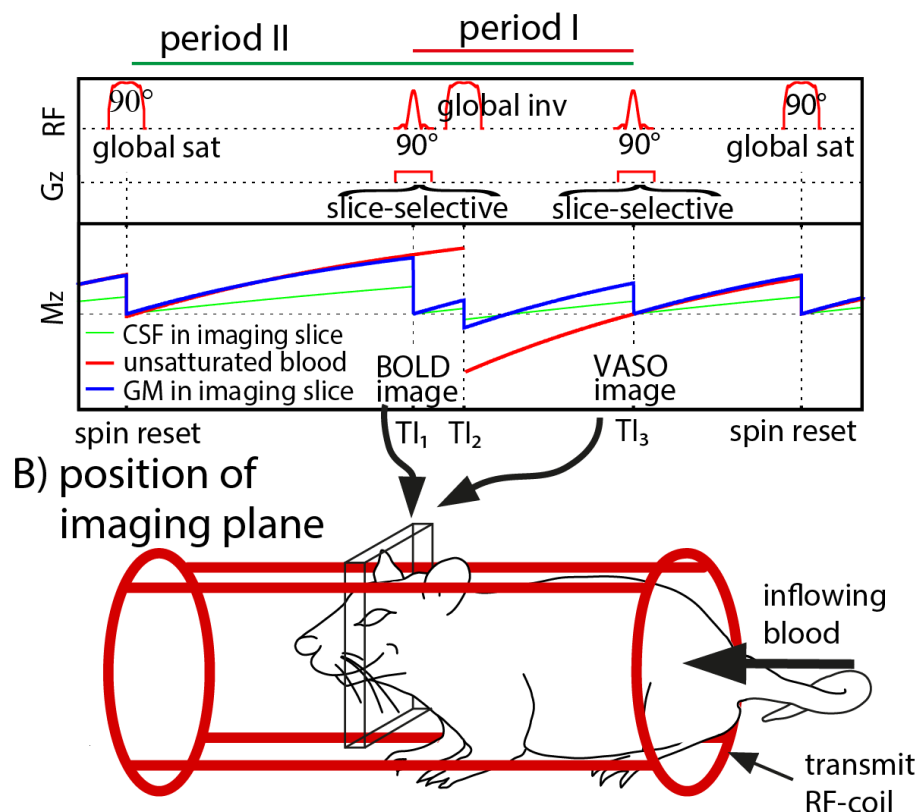 period II
period I
RF
90°
global sat
90°
global inv
90°
90°
global sat
Gz
slice-selective
slice-selective
Mz
CSF in imaging slice
unsatturated blood
GM in imaging slice
BOLD
image
VASO
image
spin reset
TI₁
TI₂
TI₃
spin reset
B) position of
imaging plane
inflowing
blood
transmit
RF-coil